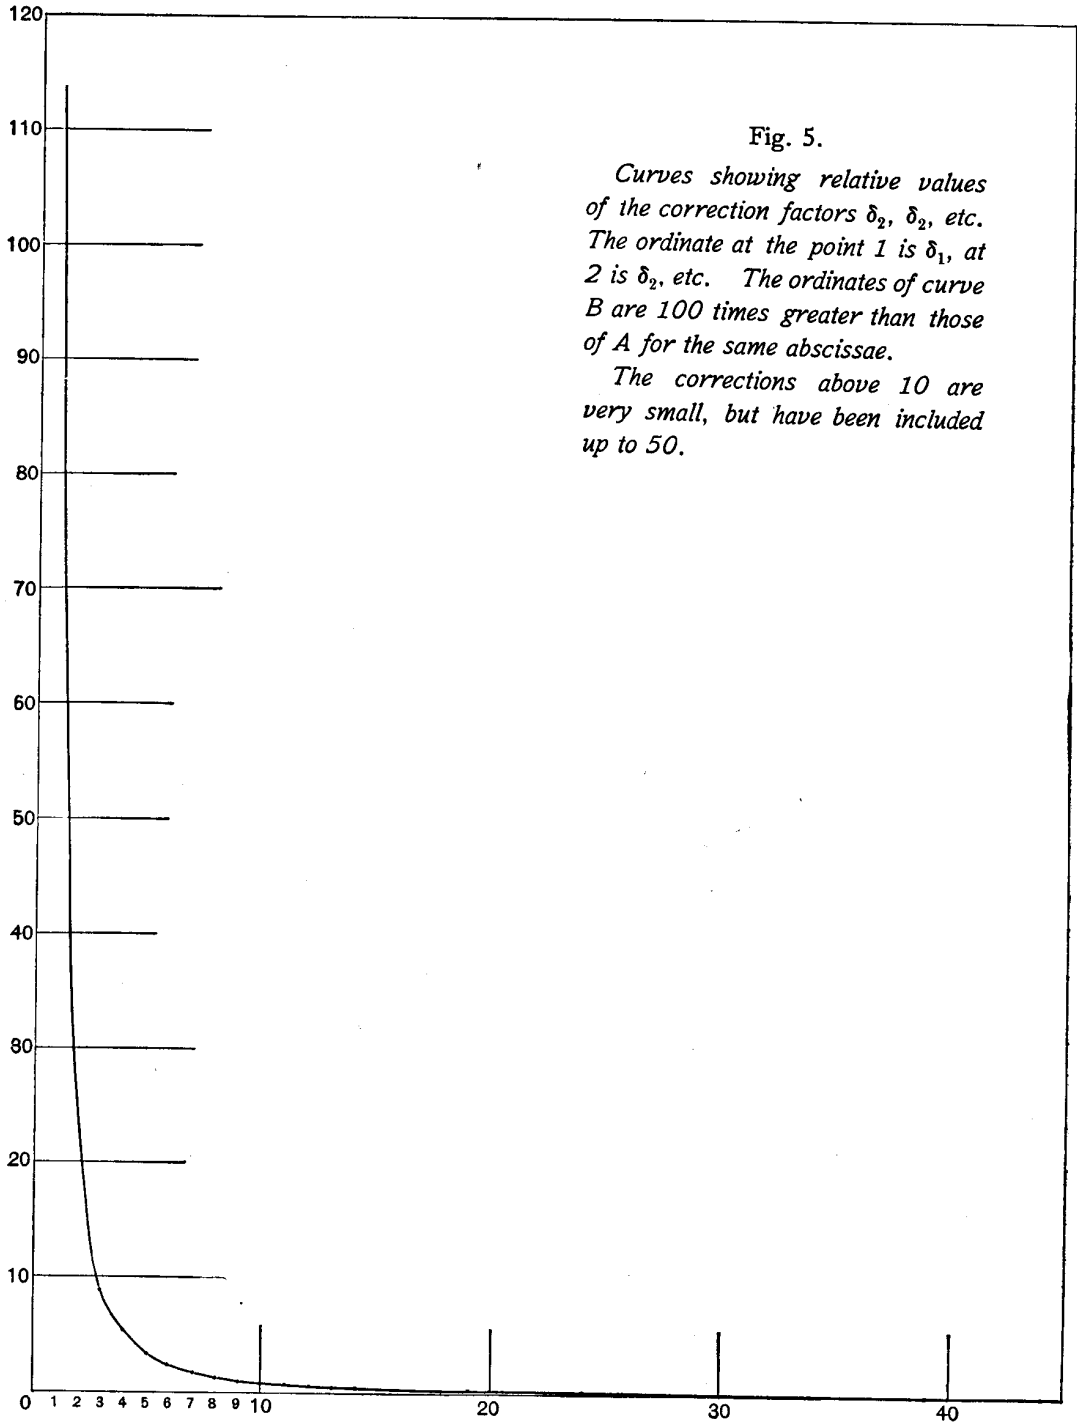 120
110
Fig. 5.
Curves showing relative values
of the correction factors δ₂, δ₂, etc.
The ordinate at the point 1 is δ₁, at
2 is δ₂, etc. The ordinates of curve
B are 100 times greater than those
of A for the same abscissae.
The corrections above 10 are
very small, but have been included
up to 50.
100
90
80
70
60
50
40
30
20
10
0 1 2 3 4 5 6 7 8 9 10 20 30 40